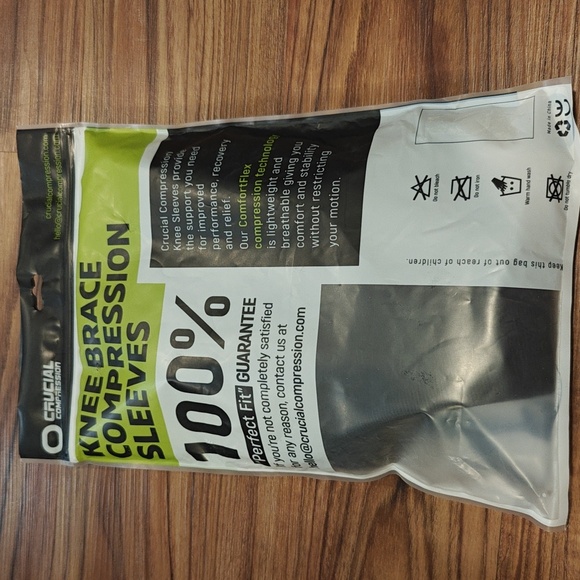 CRUCIAL
COMPRESSION
crucialcompression.com
hello@crucialcompression.com
KNEE BRACE
COMPRESSION
SLEEVES
Crucial Compression
Knee Sleeves provide
the support you need
for improved
performance, recovery
and relief.
Our ComfortFlex
compression technology
is lightweight and
breathable giving you
comfort and stability
without restricting
your motion.
100%
"Perfect Fit" GUARANTEE
If you're not completely satisfied
for any reason, contact us at
hello@crucialcompression.com
Do not bleach
Do not iron
Warm hand wash
Do not tumble dry
Made in China
Keep this bag out of reach of children.